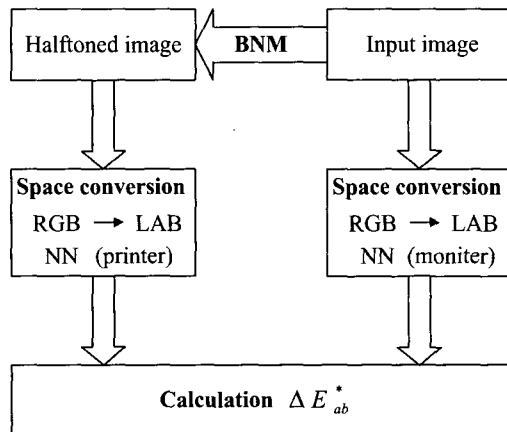 Halftoned image
BNM
Input image
Space conversion
RGB → LAB
NN (printer)
Space conversion
RGB → LAB
NN (moniter)
Calculation Δ E*ab